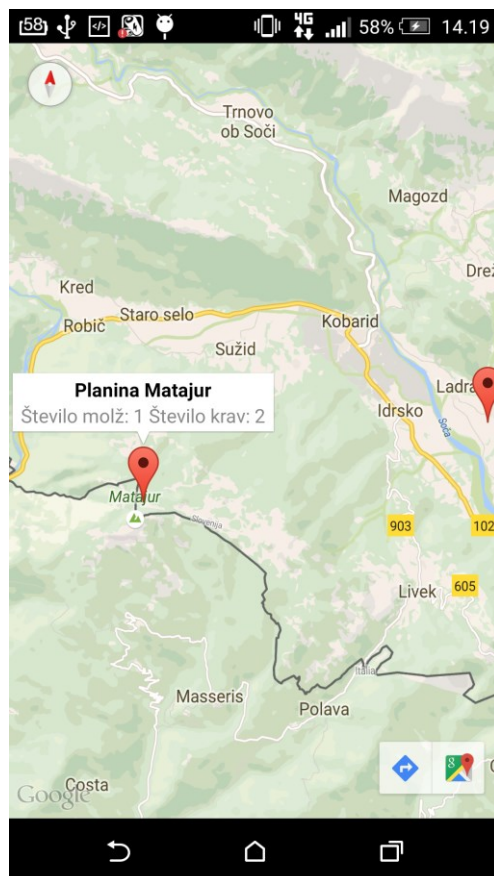 58
4G
58%
14.19
Trnovo
ob Soči
Magozd
Drež
Kred
Staro selo
Robič
Kobarid
Sužid
Planina Matajur
Število molž: 1 Število krav: 2
Ladra
Idrsko
Soča
Matajur
Slovenija
903
102
Livek
605
Italia
Masseris
Polava
Costa
Google
8